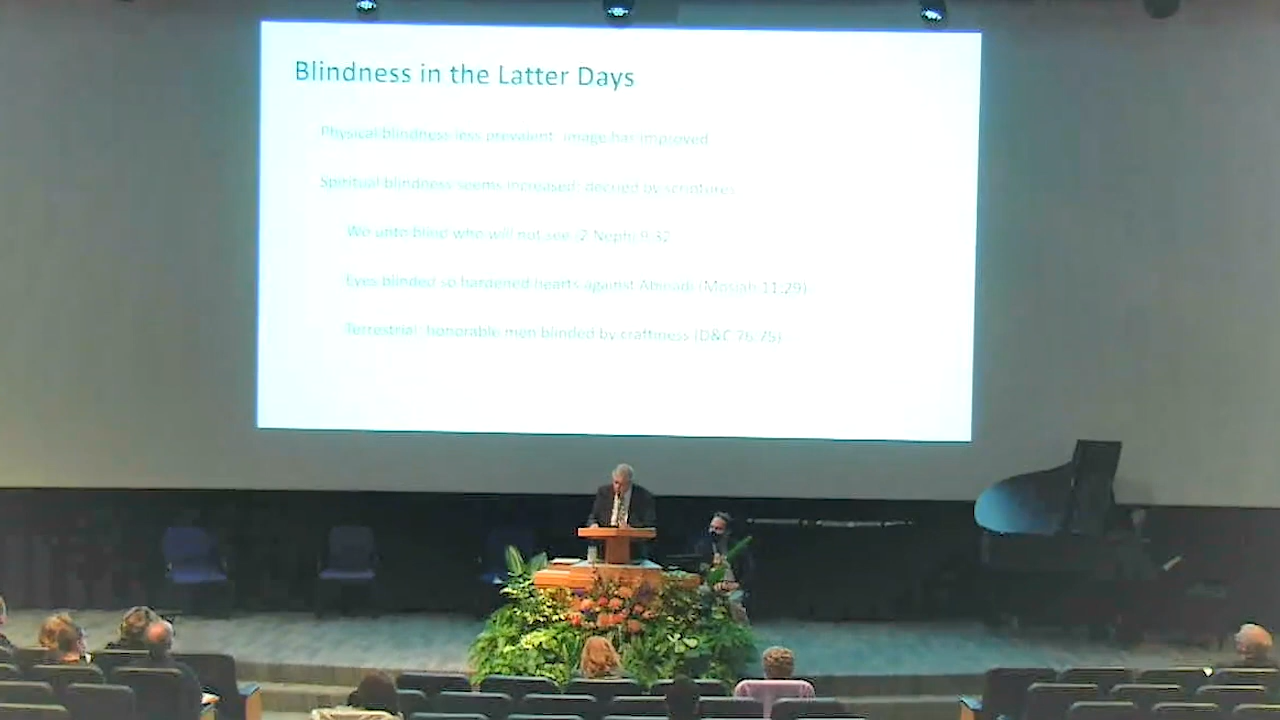 Blindness in the Latter Days
Physical blindness less prevalent; image has improved
Spiritual blindness seems increased; decried by scriptures
Wo unto blind who will not see (2 Nephi 9:32
Eyes blinded so hardened hearts against Abinadi (Mosiah 11:29)
Terrestrial: honorable men blinded by craftiness (D&C 76:75)